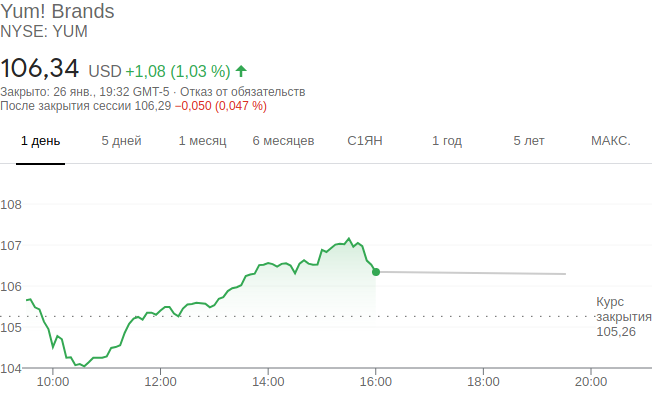 Yum! Brands
NYSE: YUM
106,34 USD +1,08 (1,03 %)
Закрыто: 26 янв., 19:32 GMT-5 · Отказ от обязательств
После закрытия сессии 106,29 −0,050 (0,047 %)
1 день 5 дней 1 месяц 6 месяцев С1ЯН 1 год 5 лет МАКС.
108
107
106
Курс
закрытия
105,26
105
104
10:00 12:00 14:00 16:00 18:00 20:00